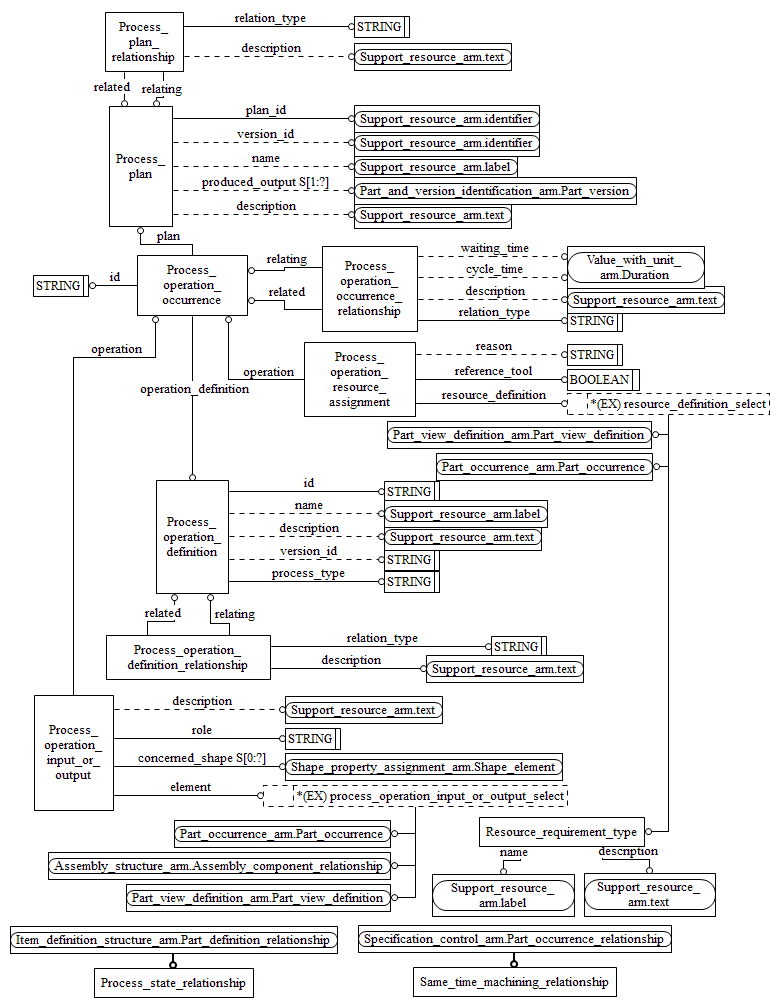 Process_
plan_
relationship
relation_type
STRING
description
Support_resource_arm.text
related
relating
Process_
plan
plan_id
Support_resource_arm.identifier
version_id
Support_resource_arm.identifier
name
Support_resource_arm.label
produced_output S[1:?]
Part_and_version_identification_arm.Part_version
description
Support_resource_arm.text
plan
STRING
id
Process_
operation_
occurrence
relating
related
Process_
operation_
occurrence_
relationship
waiting_time
cycle_time
Value_with_unit_
arm.Duration
description
Support_resource_arm.text
relation_type
STRING
operation
operation_definition
operation
Process_
operation_
resource_
assignment
reason
STRING
reference_tool
BOOLEAN
resource_definition
*(EX) resource_definition_select
Part_view_definition_arm.Part_view_definition
Part_occurrence_arm.Part_occurrence
Process_
operation_
definition
id
STRING
name
Support_resource_arm.label
description
Support_resource_arm.text
version_id
STRING
process_type
STRING
related
relating
Process_operation_
definition_relationship
relation_type
STRING
description
Support_resource_arm.text
Process_
operation_
input_or_
output
description
Support_resource_arm.text
role
STRING
concerned_shape S[0:?]
Shape_property_assignment_arm.Shape_element
element
*(EX) process_operation_input_or_output_select
Part_occurrence_arm.Part_occurrence
Assembly_structure_arm.Assembly_component_relationship
Part_view_definition_arm.Part_view_definition
Resource_requirement_type
name
description
Support_resource_
arm.label
Support_resource_
arm.text
Item_definition_structure_arm.Part_definition_relationship
Process_state_relationship
Specification_control_arm.Part_occurrence_relationship
Same_time_machining_relationship